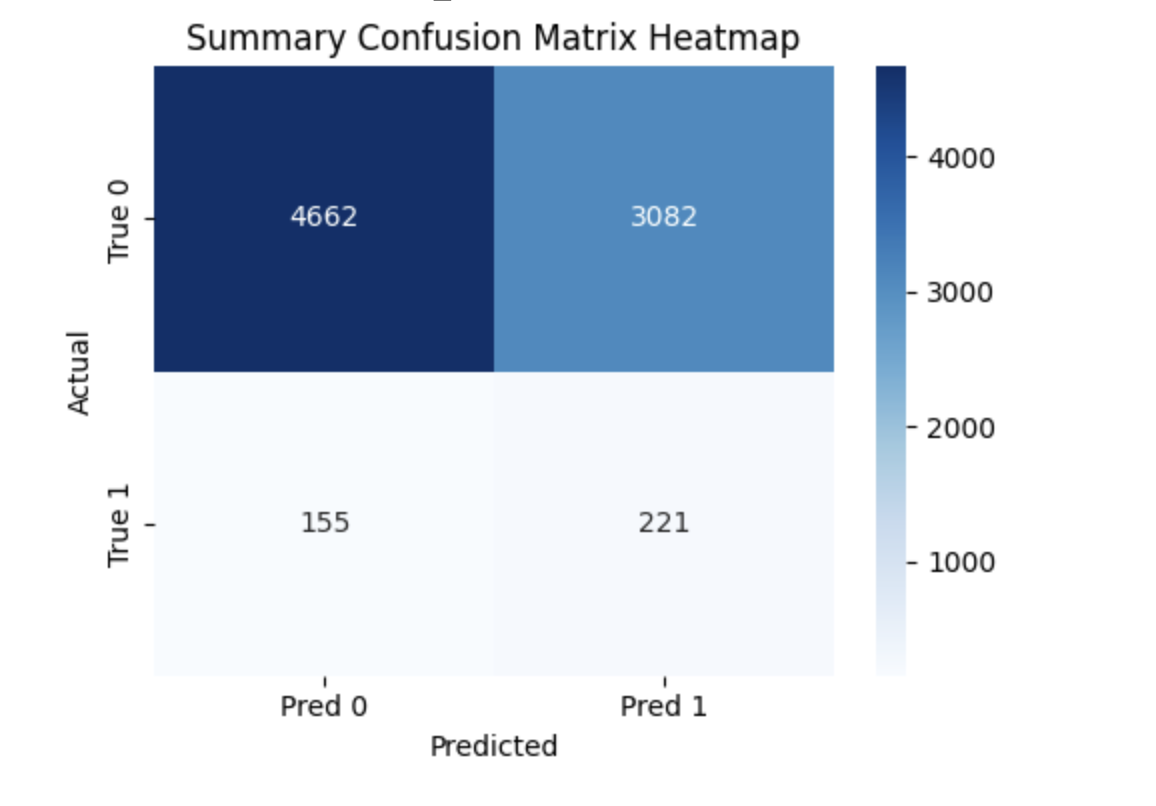 Summary Confusion Matrix Heatmap
True 0
4662
3082
4000
3000
Actual
2000
True 1
155
221
1000
Pred 0
Pred 1
Predicted